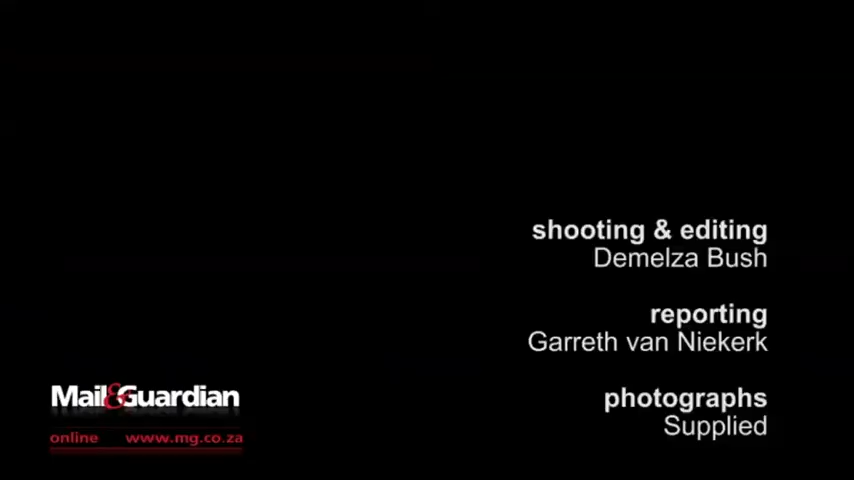 shooting & editing
Demelza Bush
reporting
Garreth van Niekerk
photographs
Supplied
Mail&Guardian
online www.mg.co.za